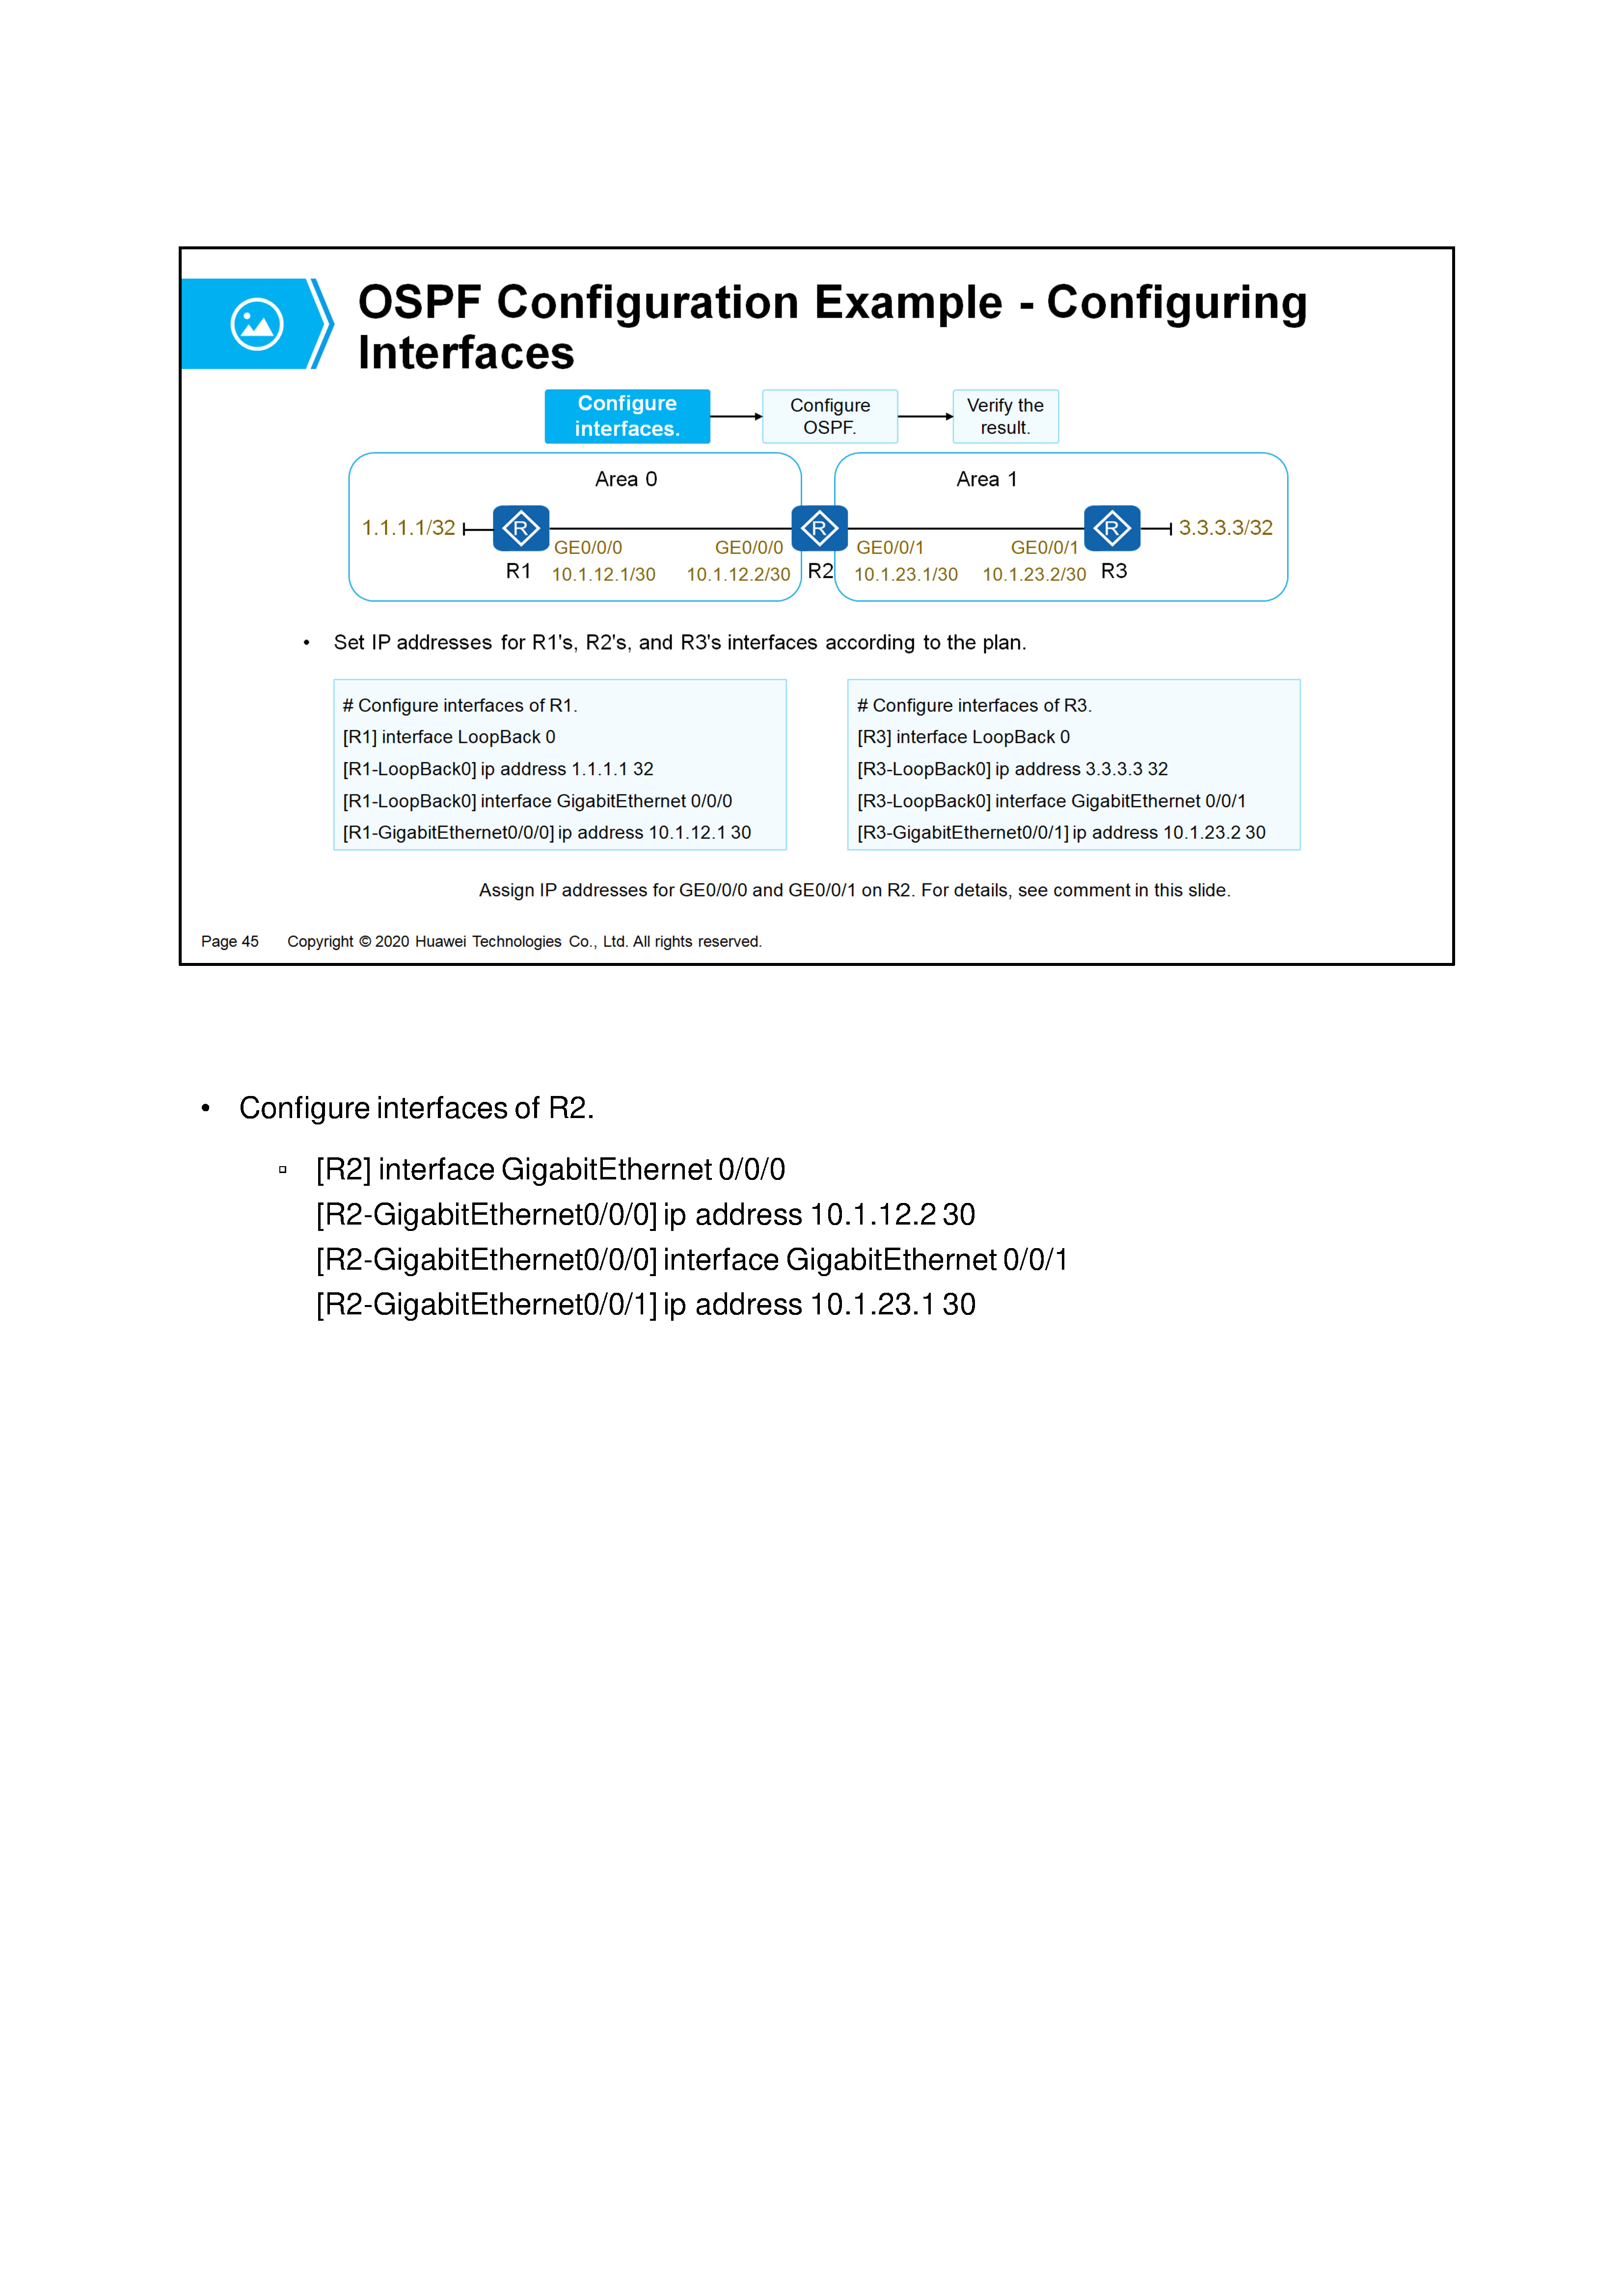 OSPF Configuration Example - Configuring
Interfaces
Configure
interfaces.
Configure
OSPF.
Verify the
result.
Area 0
Area 1
1.1.1.1/32
R
R
R
3.3.3.3/32
GE0/0/0
GE0/0/0
GE0/0/1
GE0/0/1
R1
10.1.12.1/30
10.1.12.2/30
R2
10.1.23.1/30
10.1.23.2/30
R3
• Set IP addresses for R1's, R2's, and R3's interfaces according to the plan.
# Configure interfaces of R1.
[R1] interface LoopBack 0
[R1-LoopBack0] ip address 1.1.1.1 32
[R1-LoopBack0] interface GigabitEthernet 0/0/0
[R1-GigabitEthernet0/0/0] ip address 10.1.12.1 30
# Configure interfaces of R3.
[R3] interface LoopBack 0
[R3-LoopBack0] ip address 3.3.3.3 32
[R3-LoopBack0] interface GigabitEthernet 0/0/1
[R3-GigabitEthernet0/0/1] ip address 10.1.23.2 30
Assign IP addresses for GE0/0/0 and GE0/0/1 on R2. For details, see comment in this slide.
Page 45 Copyright © 2020 Huawei Technologies Co., Ltd. All rights reserved.
• Configure interfaces of R2.
▫ [R2] interface GigabitEthernet 0/0/0
[R2-GigabitEthernet0/0/0] ip address 10.1.12.2 30
[R2-GigabitEthernet0/0/0] interface GigabitEthernet 0/0/1
[R2-GigabitEthernet0/0/1] ip address 10.1.23.1 30